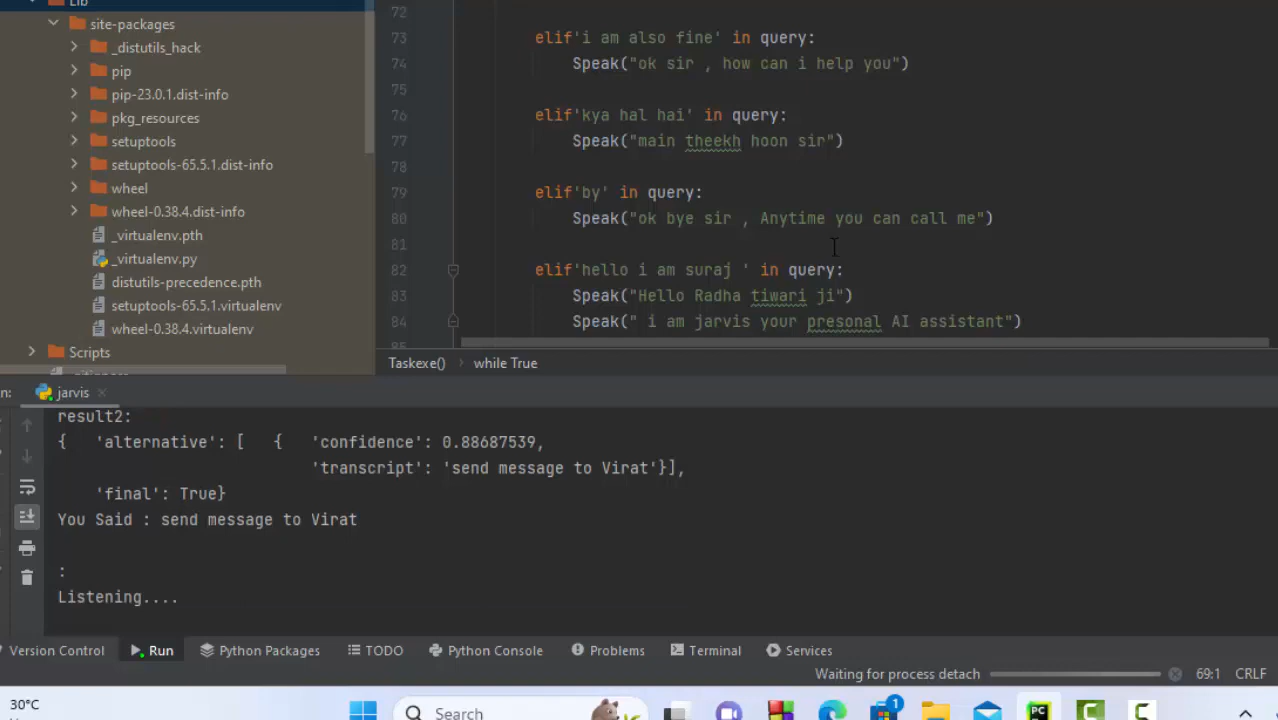 Lib
site-packages
_distutils_hack
pip
pip-23.0.1.dist-info
pkg_resources
setuptools
setuptools-65.5.1.dist-info
wheel
wheel-0.38.4.dist-info
_virtualenv.pth
_virtualenv.py
distutils-precedence.pth
setuptools-65.5.1.virtualenv
wheel-0.38.4.virtualenv
Scripts
72
73 elif'i am also fine' in query:
74 Speak("ok sir , how can i help you")
75
76 elif'kya hal hai' in query:
77 Speak("main theekh hoon sir")
78
79 elif'by' in query:
80 Speak("ok bye sir , Anytime you can call me")
81
82 elif'hello i am suraj ' in query:
83 Speak("Hello Radha tiwari ji")
84 Speak(" i am jarvis your presonal AI assistant")
85
Taskexe() › while True
n: jarvis ×
result2:
{ 'alternative': [ { 'confidence': 0.88687539,
'transcript': 'send message to Virat'}],
'final': True}
You Said : send message to Virat
:
Listening....
Version Control Run Python Packages TODO Python Console Problems Terminal Services
Waiting for process detach 69:1 CRLF
30°C Search 1 PC